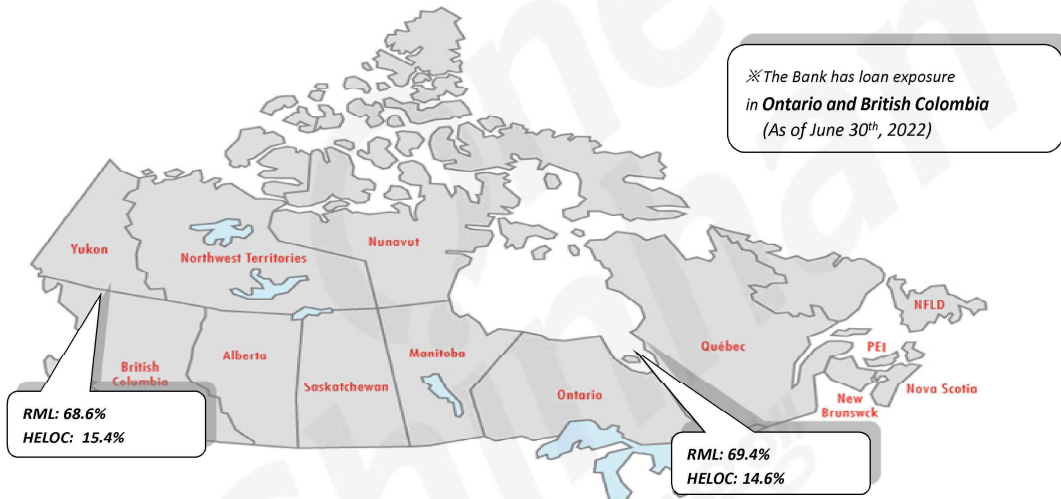 ※ The Bank has loan exposure
in Ontario and British Colombia
(As of June 30th, 2022)
Yukon
Northwest Territories
Nunavut
NFLD
British
Columbia
Alberta
Saskatchewan
Manitoba
Ontario
Québec
PEI
Nova Scotia
New
Brunswck
RML: 68.6%
HELOC: 15.4%
RML: 69.4%
HELOC: 14.6%